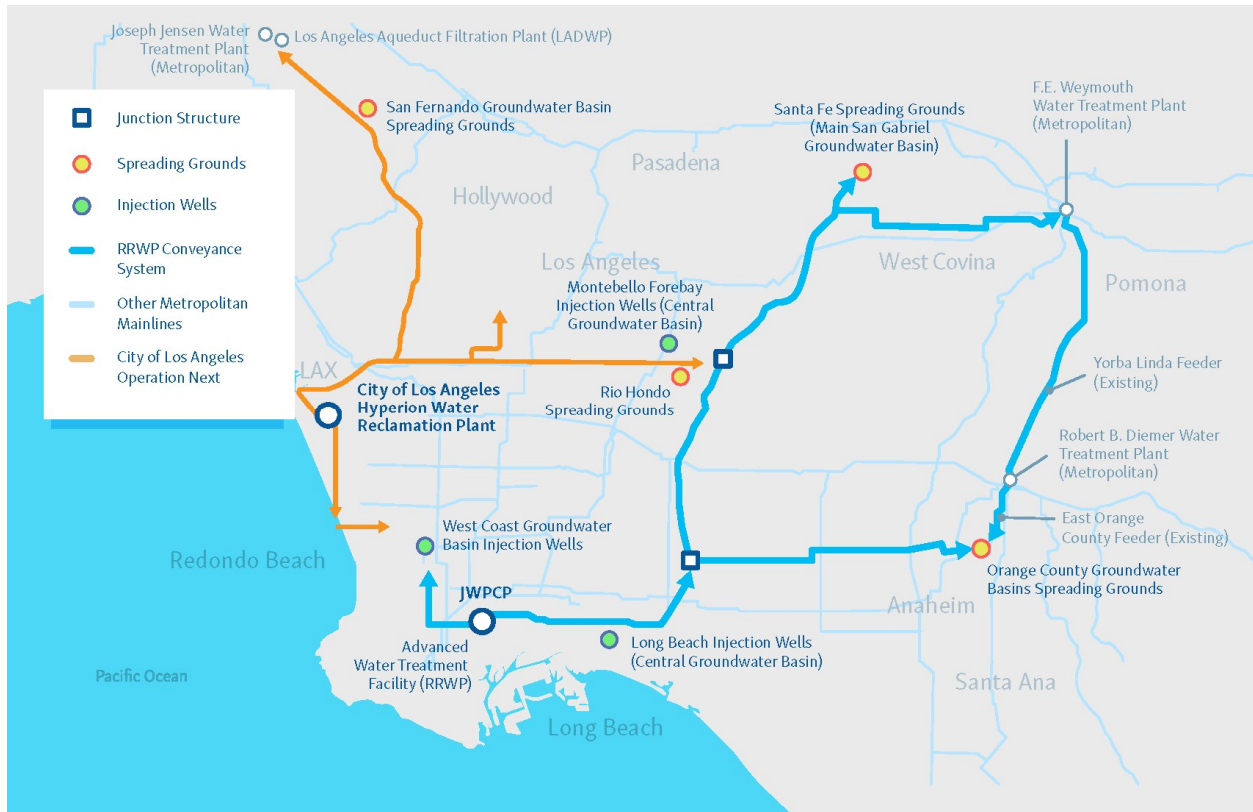 Joseph Jensen Water
Treatment Plant
(Metropolitan)
Los Angeles Aqueduct Filtration Plant (LADWP)
San Fernando Groundwater Basin
Spreading Grounds
Santa Fe Spreading Grounds
(Main San Gabriel
Groundwater Basin)
F.E. Weymouth
Water Treatment Plant
(Metropolitan)
Junction Structure
Spreading Grounds
Injection Wells
RRWP Conveyance
System
Other Metropolitan
Mainlines
City of Los Angeles
Operation Next
Pasadena
Hollywood
Los Angeles
West Covina
Pomona
Montebello Forebay
Injection Wells (Central
Groundwater Basin)
LAX
City of Los Angeles
Hyperion Water
Reclamation Plant
Rio Hondo
Spreading Grounds
Yorba Linda Feeder
(Existing)
Robert B. Diemer Water
Treatment Plant
(Metropolitan)
East Orange
County Feeder (Existing)
West Coast Groundwater
Basin Injection Wells
Redondo Beach
Orange County Groundwater
Basins Spreading Grounds
JWPCP
Anaheim
Advanced
Water Treatment
Facility (RRWP)
Long Beach Injection Wells
(Central Groundwater Basin)
Pacific Ocean
Santa Ana
Long Beach